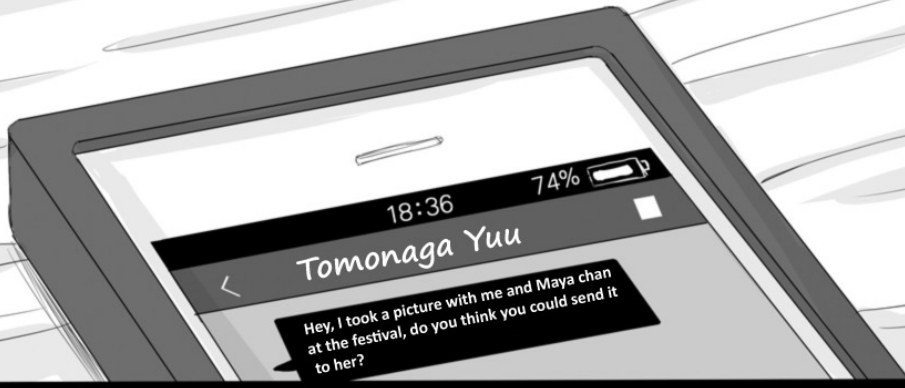 18:36 74%
Tomonaga Yuu
Hey, I took a picture with me and Maya chan
at the festival, do you think you could send it
to her?